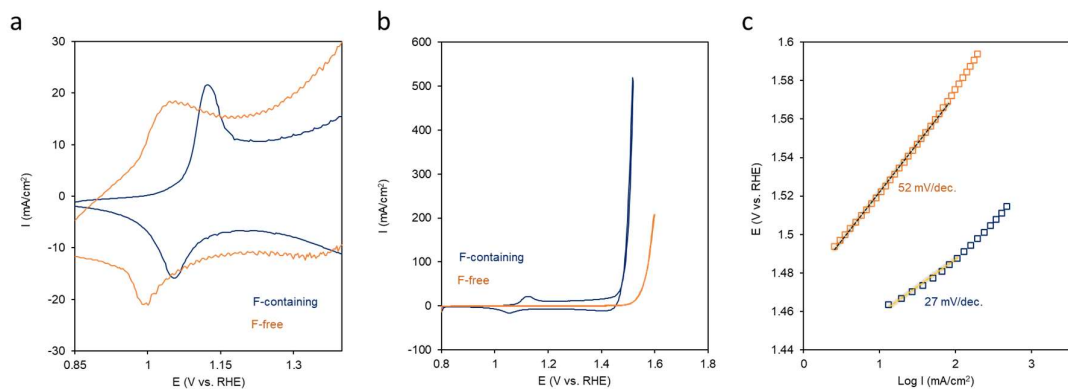 a
30
20
10
0
-10
-20
-30
I (mA/cm²)
0.85
1
1.15
1.3
E (V vs. RHE)
F-containing
F-free
b
600
500
400
300
200
100
0
-100
I (mA/cm²)
0.8
1
1.2
1.4
1.6
1.8
E (V vs. RHE)
F-containing
F-free
c
1.6
1.58
1.56
1.54
1.52
1.5
1.48
1.46
1.44
E (V vs. RHE)
0
1
2
3
Log I (mA/cm²)
52 mV/dec.
27 mV/dec.